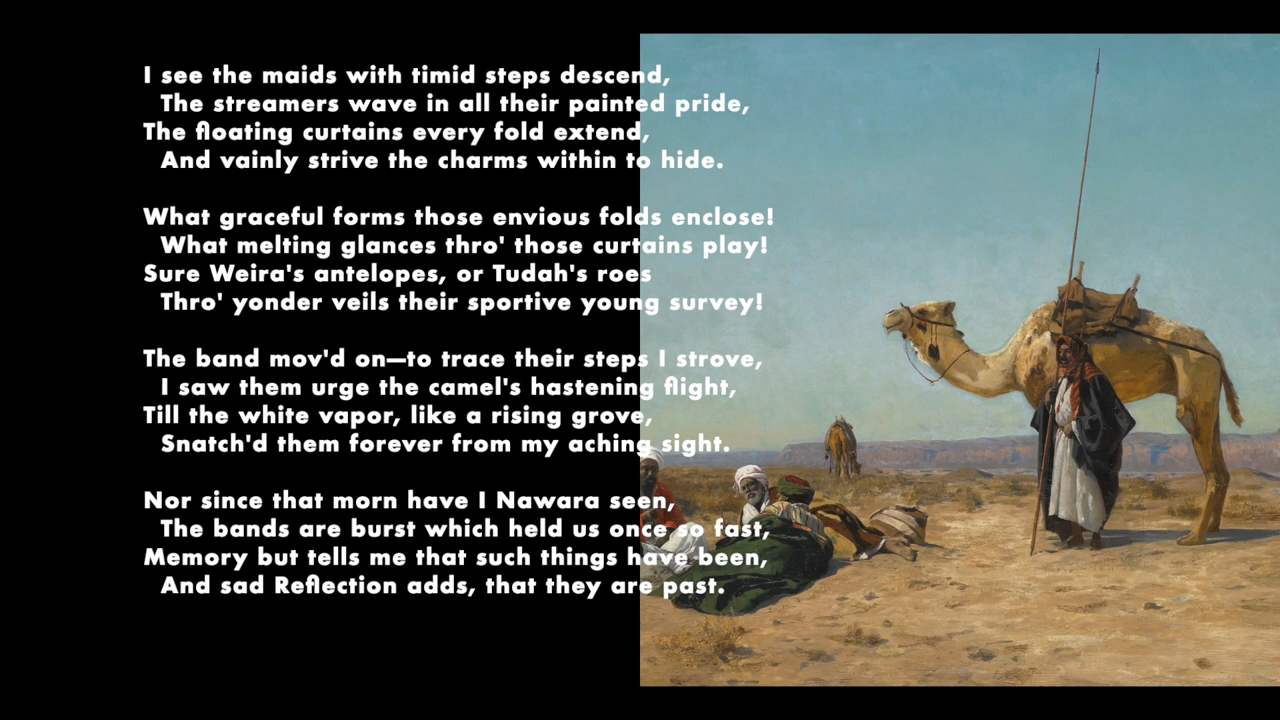 I see the maids with timid steps descend,
The streamers wave in all their painted pride,
The floating curtains every fold extend,
And vainly strive the charms within to hide.

What graceful forms those envious folds enclose!
What melting glances thro' those curtains play!
Sure Weira's antelopes, or Tudah's roes
Thro' yonder veils their sportive young survey!

The band mov'd on—to trace their steps I strove,
I saw them urge the camel's hastening flight,
Till the white vapor, like a rising grove,
Snatch'd them forever from my aching sight.

Nor since that morn have I Nawara seen,
The bands are burst which held us once so fast,
Memory but tells me that such things have been,
And sad Reflection adds, that they are past.